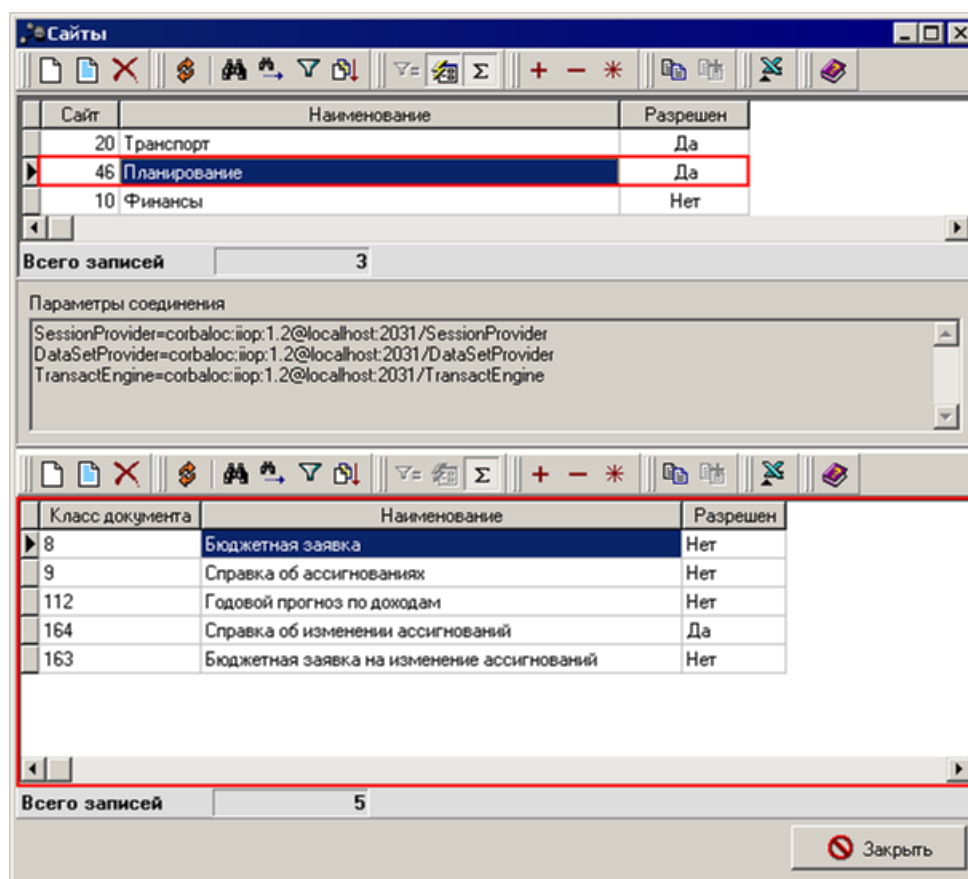 Сайты
Σ
Сайт Наименование Разрешен
20 Транспорт Да
46 Планирование Да
10 Финансы Нет
Всего записей 3
Параметры соединения
SessionProvider=corbaloc:iiop:1.2@localhost:2031/SessionProvider
DataSetProvider=corbaloc:iiop:1.2@localhost:2031/DataSetProvider
TransactEngine=corbaloc:iiop:1.2@localhost:2031/TransactEngine
Σ
Класс документа Наименование Разрешен
8 Бюджетная заявка Нет
9 Справка об ассигнованиях Нет
112 Годовой прогноз по доходам Нет
164 Справка об изменении ассигнований Да
163 Бюджетная заявка на изменение ассигнований Нет
Всего записей 5
Закрыть